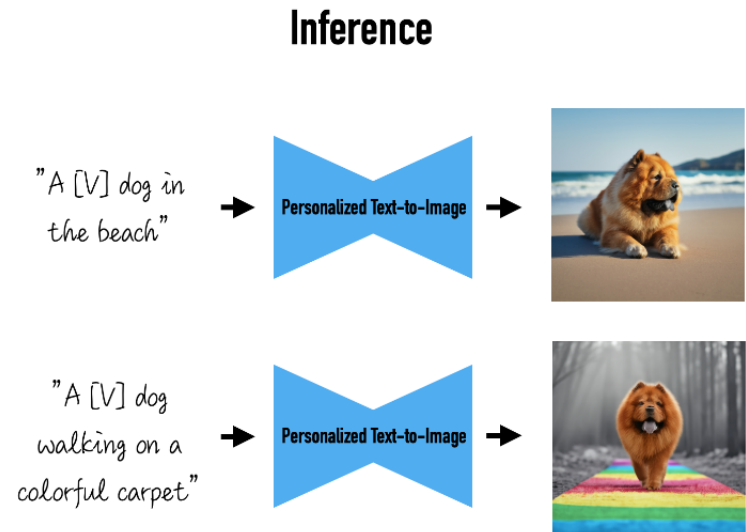 Inference
"A [V] dog in
the beach"
Personalized Text-to-Image
"A [V] dog
walking on a
colorful carpet"
Personalized Text-to-Image